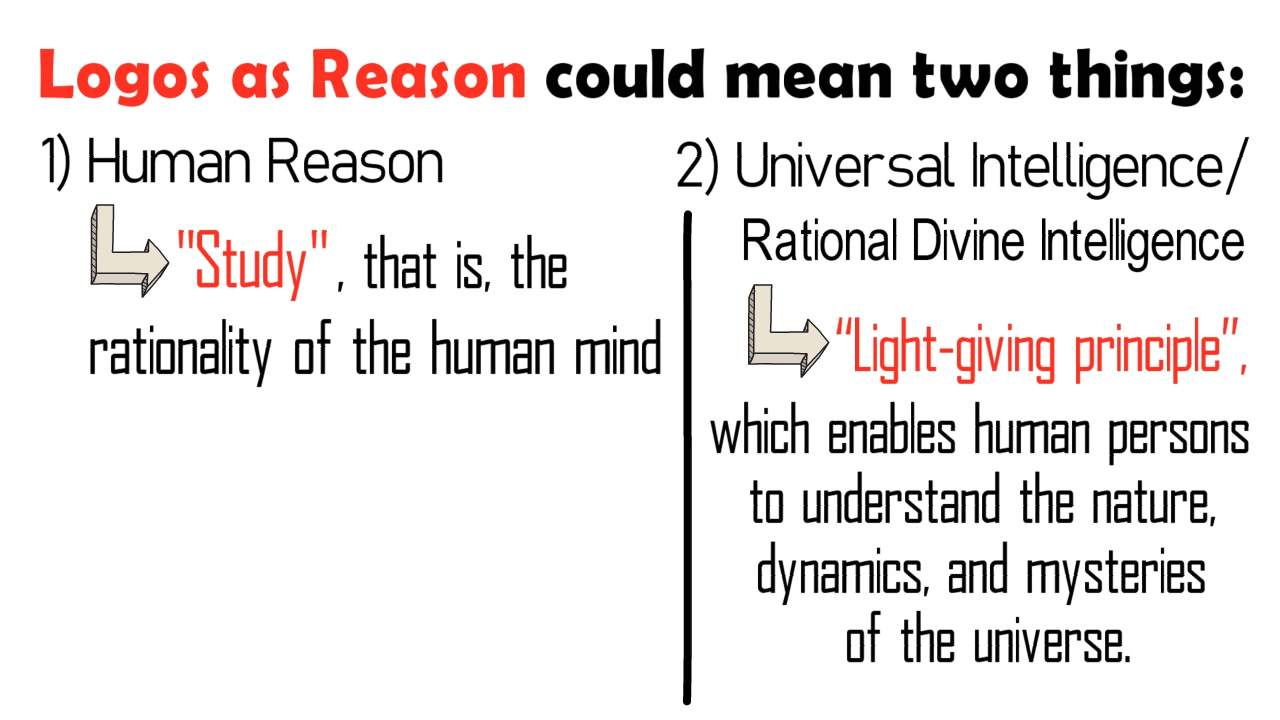 Logos as Reason could mean two things:
1) Human Reason
"Study", that is, the
rationality of the human mind
2) Universal Intelligence/
Rational Divine Intelligence
“Light-giving principle”,
which enables human persons
to understand the nature,
dynamics, and mysteries
of the universe.